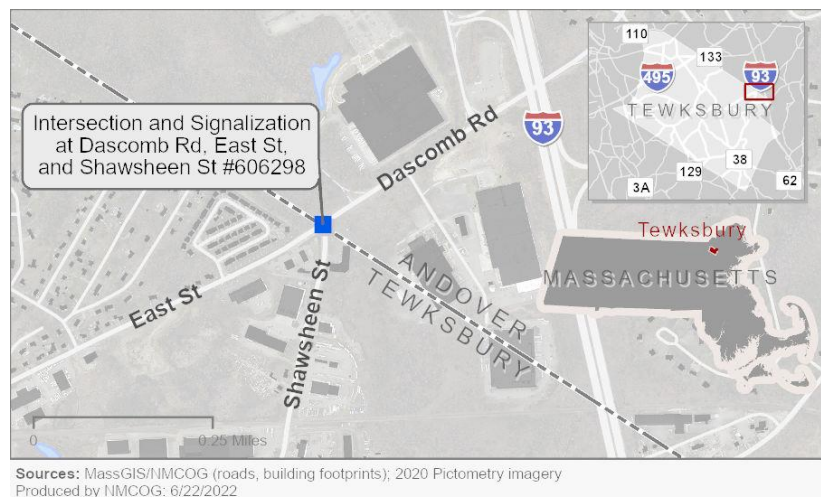 Intersection and Signalization
at Dascomb Rd, East St,
and Shawsheen St #606298
Dascomb Rd
93
East St
Shawsheen St
ANDOVER
TEWKSBURY
0
0.25 Miles
110
133
495
93
TEWKSBURY
38
129
62
3A
Tewksbury
MASSACHUSETTS
Sources: MassGIS/NMCOG (roads, building footprints); 2020 Pictometry imagery
Produced by NMCOG: 6/22/2022